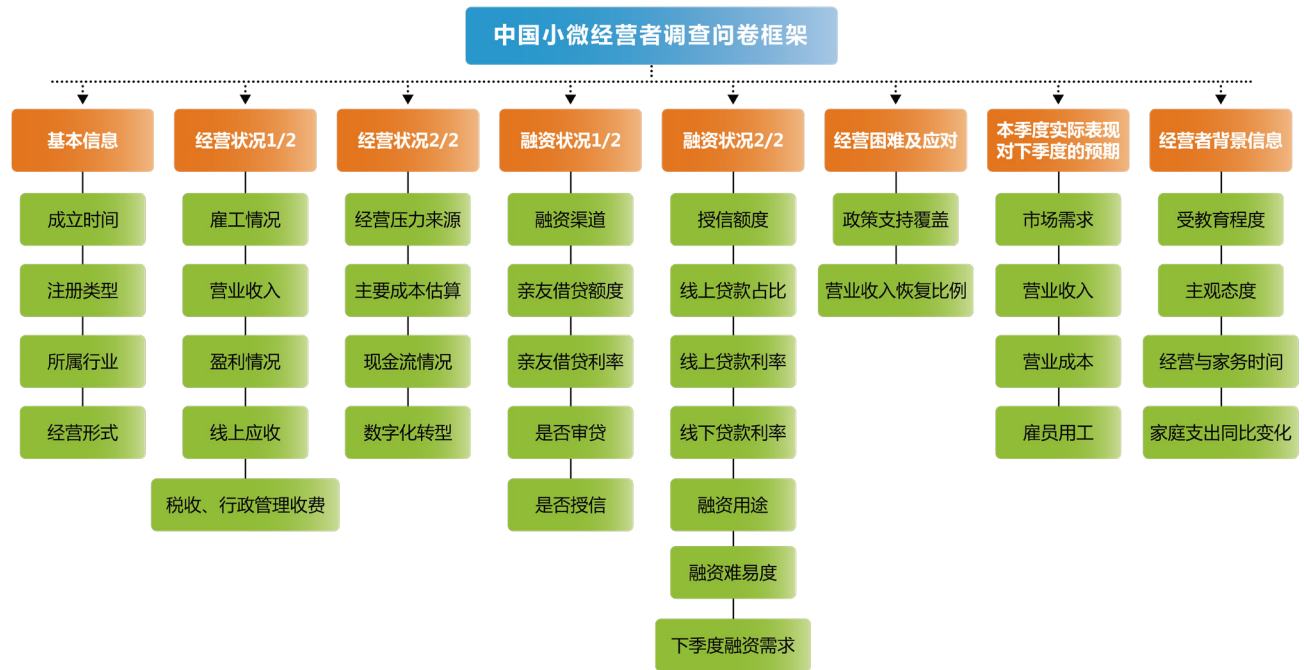 中国小微经营者调查问卷框架
基本信息
成立时间
注册类型
所属行业
经营形式
经营状况1/2
雇工情况
营业收入
盈利情况
线上应收
税收、行政管理收费
经营状况2/2
经营压力来源
主要成本估算
现金流情况
数字化转型
融资状况1/2
融资渠道
亲友借贷额度
亲友借贷利率
是否审贷
是否授信
融资状况2/2
授信额度
线上贷款占比
线上贷款利率
线下贷款利率
融资用途
融资难易度
下季度融资需求
经营困难及应对
政策支持覆盖
营业收入恢复比例
本季度实际表现
对下季度的预期
市场需求
营业收入
营业成本
雇员用工
经营者背景信息
受教育程度
主观态度
经营与家务时间
家庭支出同比变化